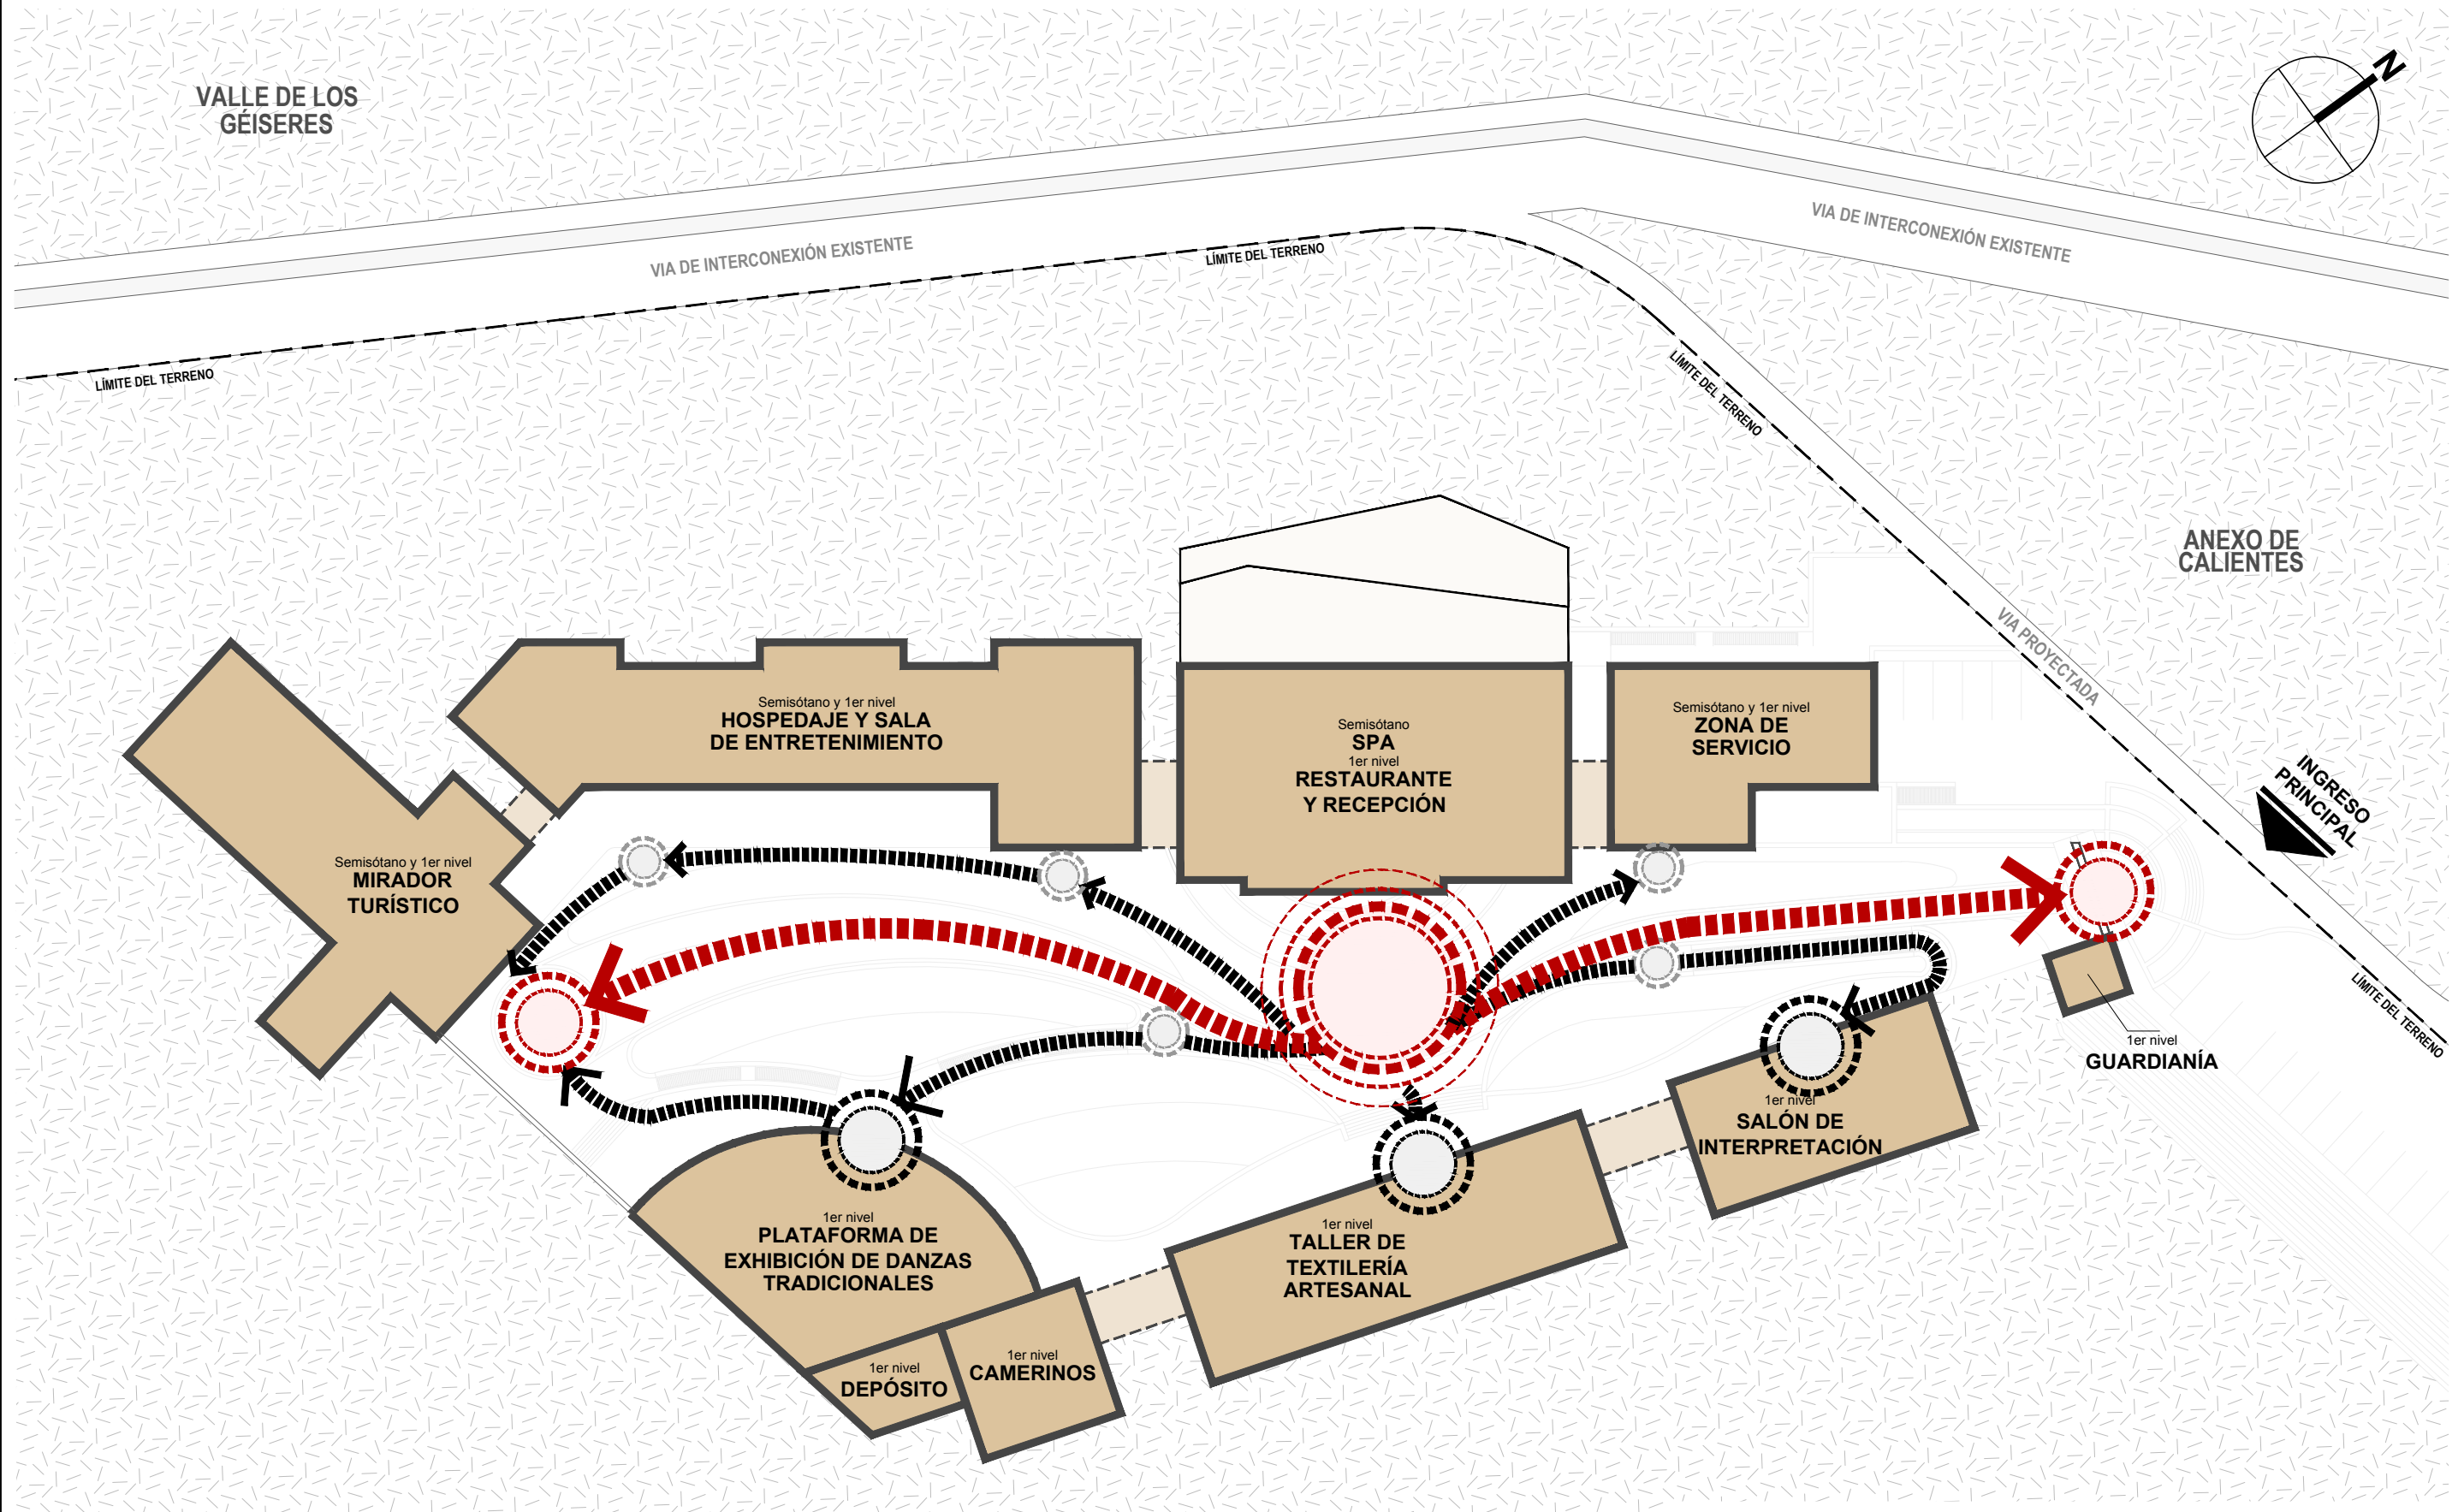 VALLE DE LOS
GÉISERES
N
VIA DE INTERCONEXIÓN EXISTENTE
VIA DE INTERCONEXIÓN EXISTENTE
LÍMITE DEL TERRENO
LÍMITE DEL TERRENO
LÍMITE DEL TERRENO
ANEXO DE
CALIENTES
VIA PROYECTADA
INGRESO
PRINCIPAL
Semisótano y 1er nivel
HOSPEDAJE Y SALA
DE ENTRETENIMIENTO
Semisótano
SPA
1er nivel
RESTAURANTE
Y RECEPCIÓN
Semisótano y 1er nivel
ZONA DE
SERVICIO
Semisótano y 1er nivel
MIRADOR
TURÍSTICO
LÍMITE DEL TERRENO
1er nivel
GUARDIANÍA
1er nivel
SALÓN DE
INTERPRETACIÓN
1er nivel
PLATAFORMA DE
EXHIBICIÓN DE DANZAS
TRADICIONALES
1er nivel
TALLER DE
TEXTILERÍA
ARTESANAL
1er nivel
DEPÓSITO
1er nivel
CAMERINOS